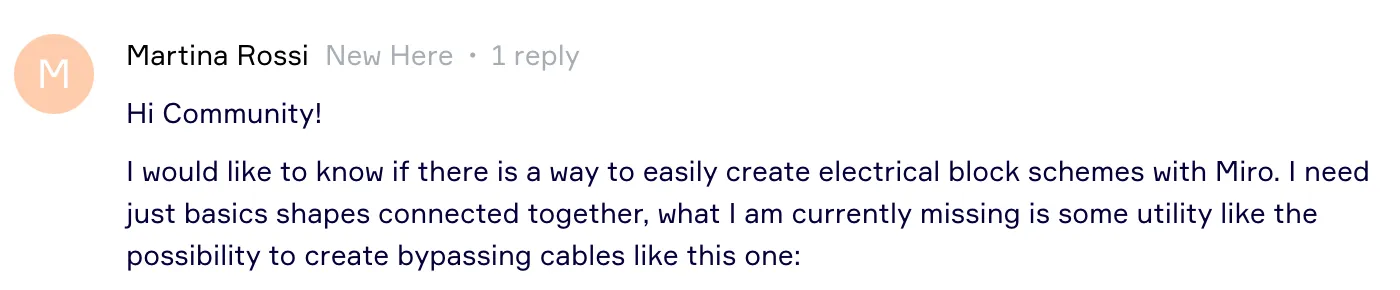 M
Martina Rossi New Here • 1 reply
Hi Community!
I would like to know if there is a way to easily create electrical block schemes with Miro. I need
just basics shapes connected together, what I am currently missing is some utility like the
possibility to create bypassing cables like this one: